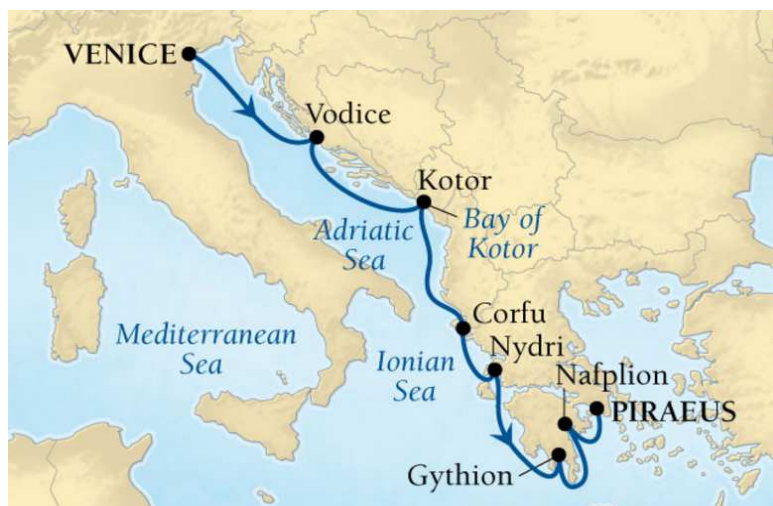 VENICE
Vodice
Kotor
Bay of
Kotor
Adriatic
Sea
Corfu
Mediterranean
Sea
Ionian
Sea
Nydri
Nafplion
PIRAEUS
Gythion